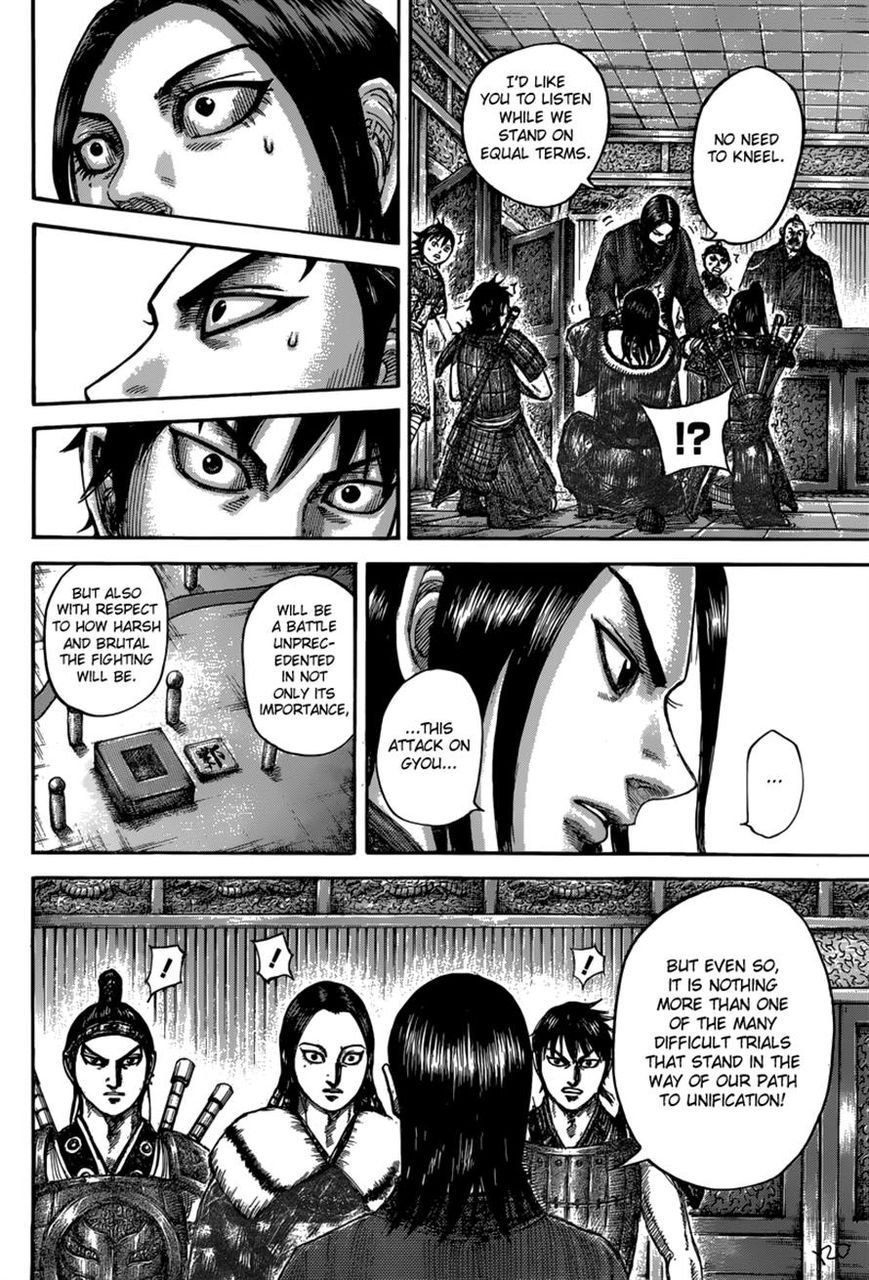 NO NEED
TO KNEEL.
I'D LIKE
YOU TO LISTEN
WHILE WE
STAND ON
EQUAL TERMS.
!?
...
...THIS
ATTACK ON
GYOU...
WILL BE
A BATTLE
UNPREC-
EDENTED
IN NOT
ONLY ITS
IMPORTANCE,
BUT ALSO
WITH RESPECT
TO HOW HARSH
AND BRUTAL
THE FIGHTING
WILL BE.
BUT EVEN SO,
IT IS NOTHING
MORE THAN ONE
OF THE MANY
DIFFICULT TRIALS
THAT STAND IN THE
WAY OF OUR PATH
TO UNIFICATION!
!
!
!